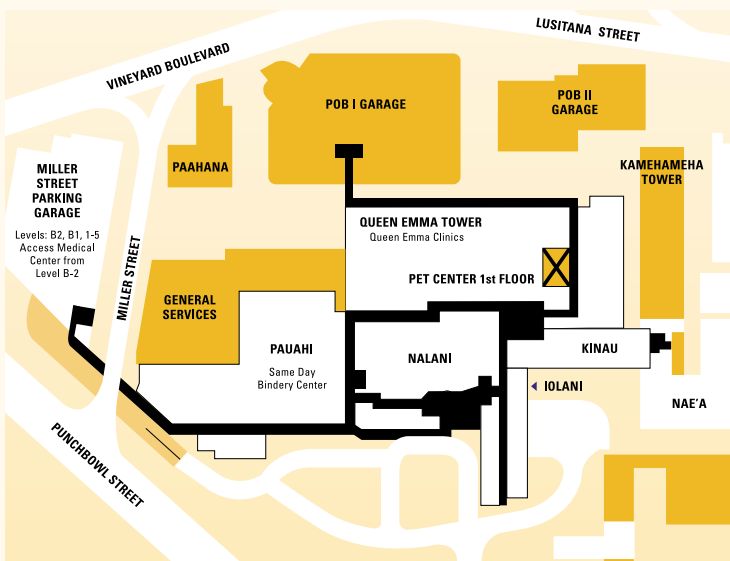 LUSITANA STREET
VINEYARD BOULEVARD
POB I GARAGE
POB II
GARAGE
PAAHANA
KAMEHAMEHA
TOWER
MILLER
STREET
PARKING
GARAGE
Levels: B2, B1, 1-5
Access Medical
Center from
Level B-2
MILLER STREET
QUEEN EMMA TOWER
Queen Emma Clinics
PET CENTER 1st FLOOR
GENERAL
SERVICES
PAUAHI
Same Day
Bindery Center
NALANI
KINAU
IOLANI
NAE'A
PUNCHBOWL STREET